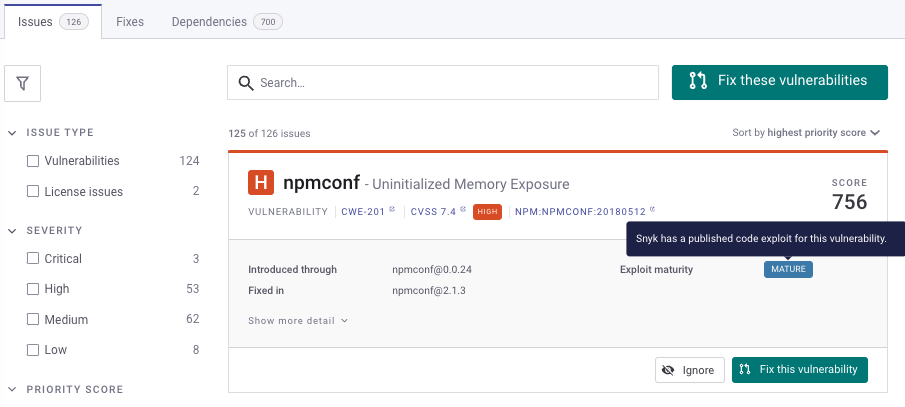 Issues 126 Fixes Dependencies 700
Search...
Fix these vulnerabilities
125 of 126 issues
Sort by highest priority score
ISSUE TYPE
Vulnerabilities 124
License issues 2
SEVERITY
Critical 3
High 53
Medium 62
Low 8
PRIORITY SCORE
H npmconf - Uninitialized Memory Exposure
SCORE
756
VULNERABILITY CWE-201 CVSS 7.4 HIGH NPM:NPMCONF:20180512
Snyk has a published code exploit for this vulnerability.
Introduced through npmconf@0.0.24
Exploit maturity MATURE
Fixed in npmconf@2.1.3
Show more detail
Ignore
Fix this vulnerability